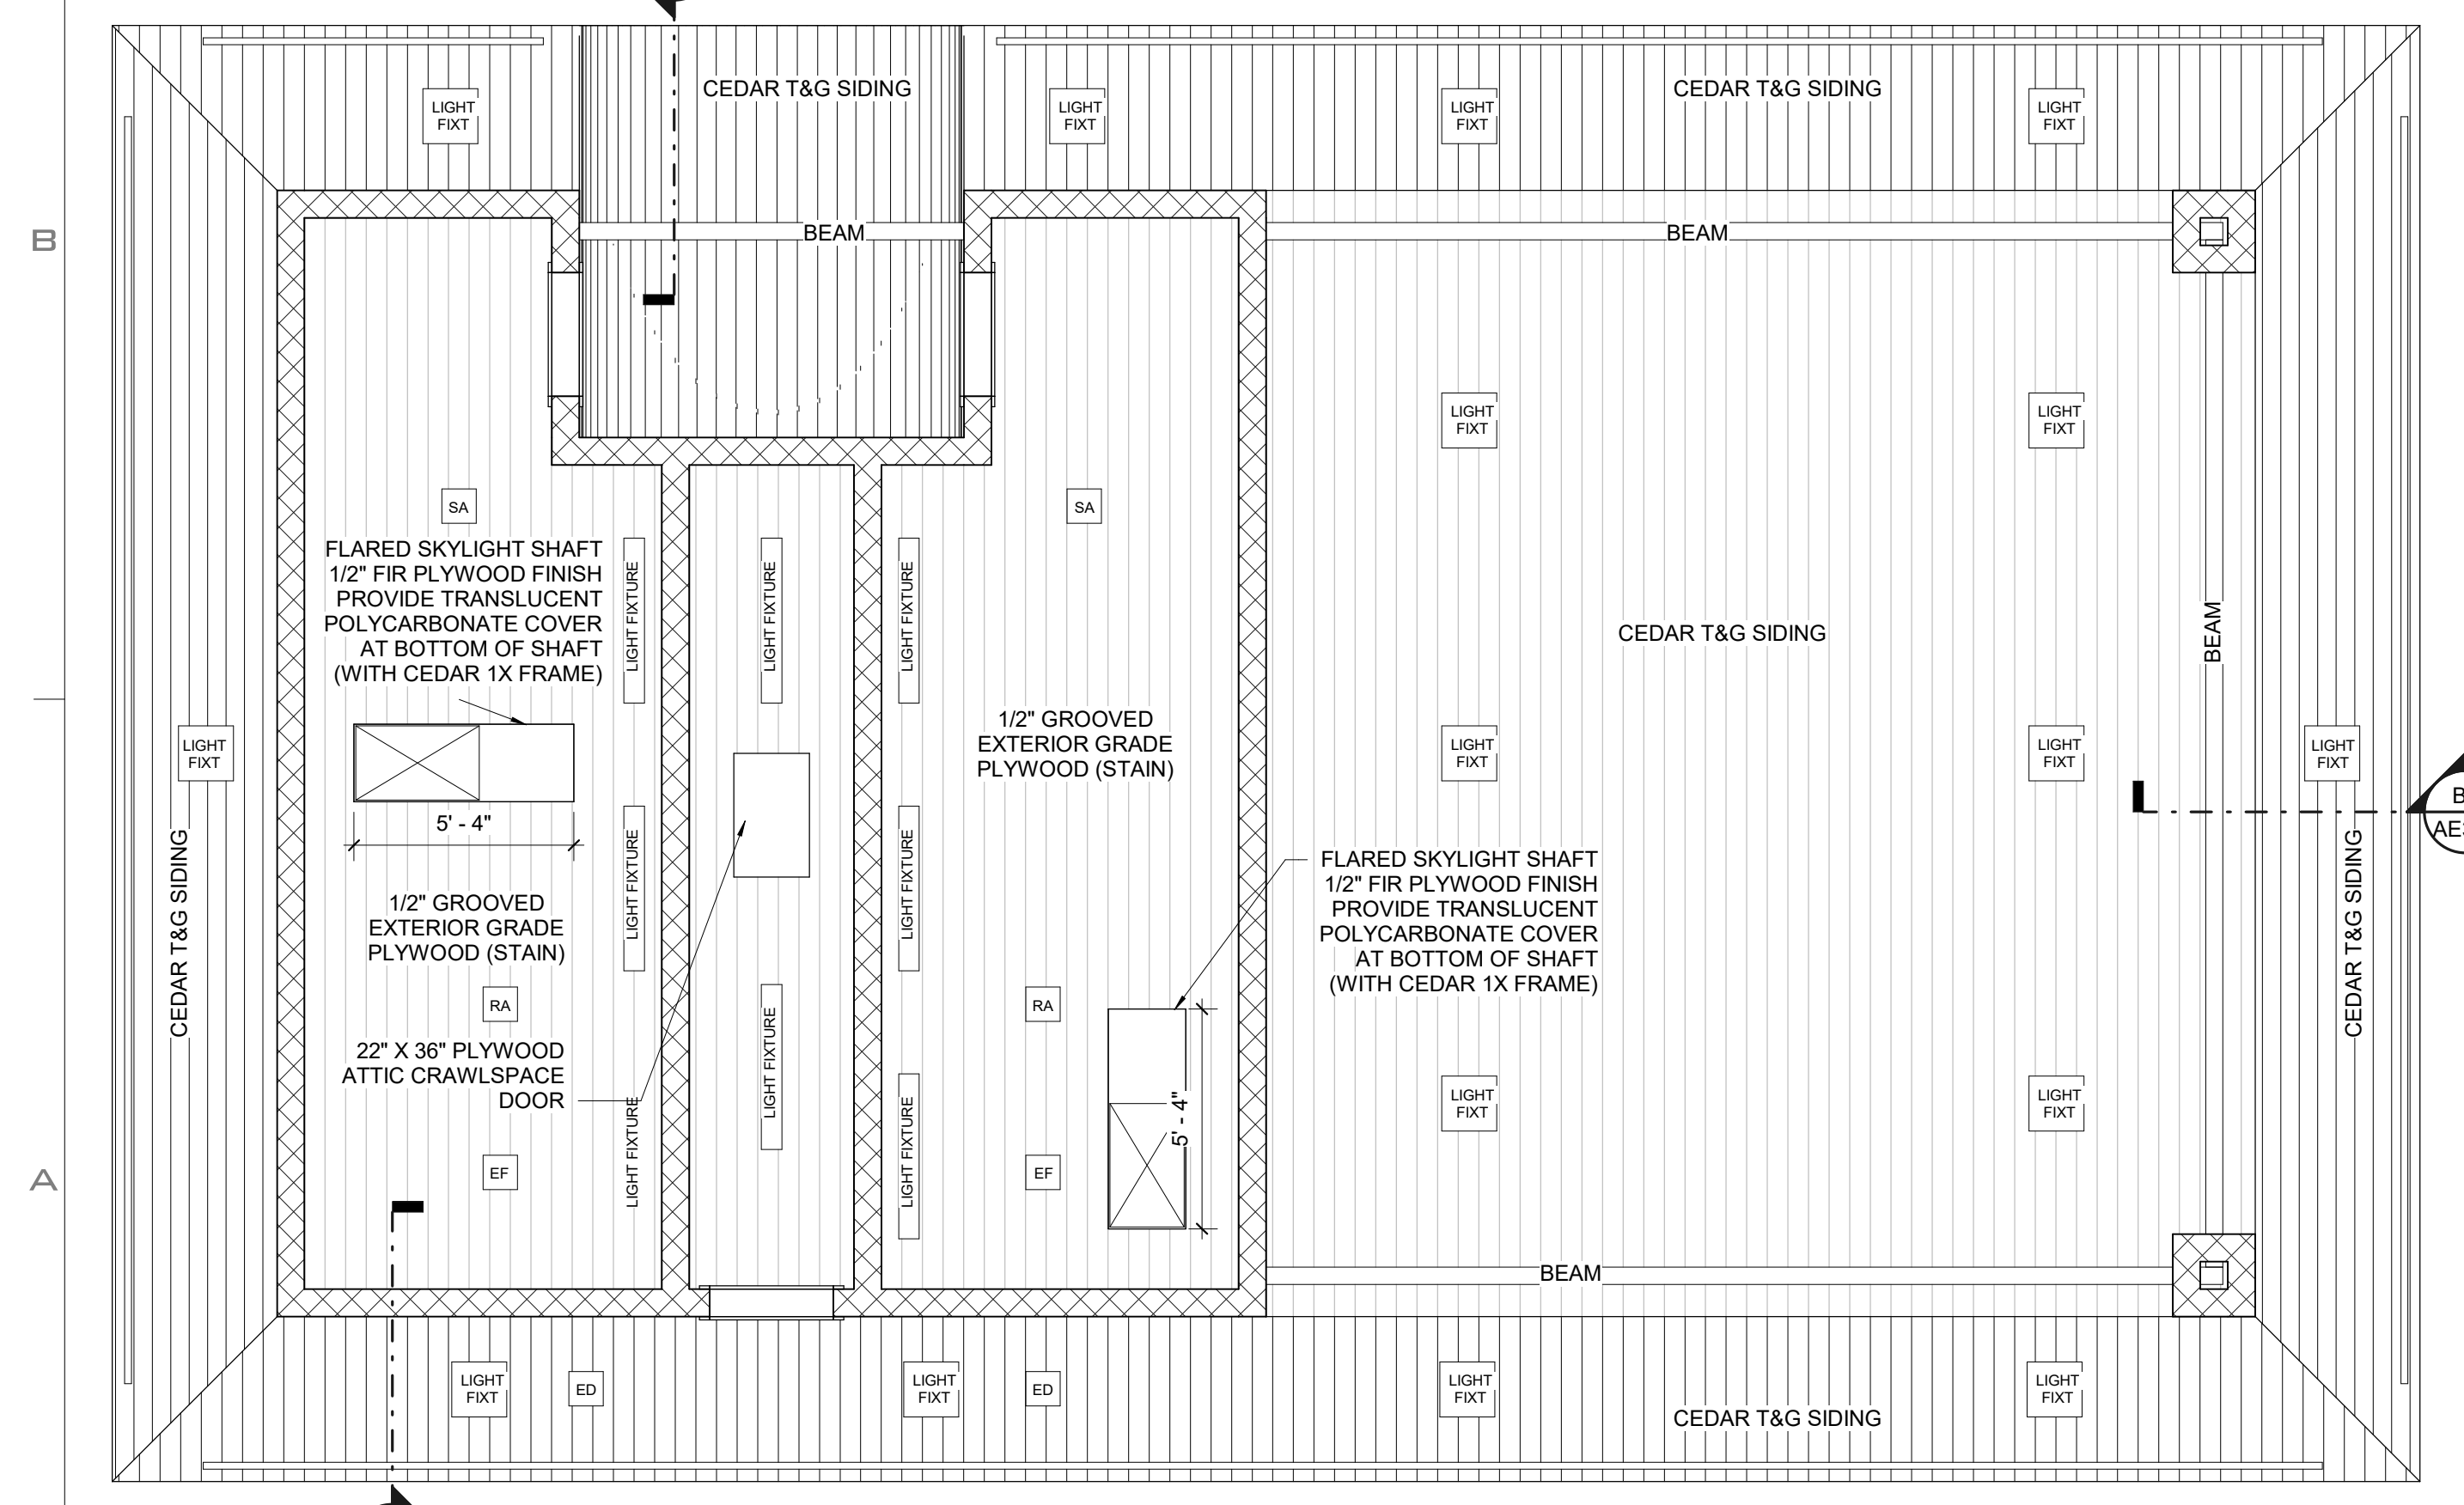 CEDAR T&G SIDING
CEDAR T&G SIDING
LIGHT
FIXT
LIGHT
FIXT
LIGHT
FIXT
LIGHT
FIXT
B
BEAM
BEAM
LIGHT
FIXT
LIGHT
FIXT
SA
SA
FLARED SKYLIGHT SHAFT
1/2" FIR PLYWOOD FINISH
PROVIDE TRANSLUCENT
POLYCARBONATE COVER
AT BOTTOM OF SHAFT
(WITH CEDAR 1X FRAME)
LIGHT FIXTURE
LIGHT FIXTURE
LIGHT FIXTURE
CEDAR T&G SIDING
BEAM
1/2" GROOVED
EXTERIOR GRADE
PLYWOOD (STAIN)
LIGHT
FIXT
LIGHT
FIXT
LIGHT
FIXT
LIGHT
FIXT
5' - 4"
B
AE
CEDAR T&G SIDING
LIGHT FIXTURE
LIGHT FIXTURE
FLARED SKYLIGHT SHAFT
1/2" FIR PLYWOOD FINISH
PROVIDE TRANSLUCENT
POLYCARBONATE COVER
AT BOTTOM OF SHAFT
(WITH CEDAR 1X FRAME)
CEDAR T&G SIDING
1/2" GROOVED
EXTERIOR GRADE
PLYWOOD (STAIN)
RA
RA
22" X 36" PLYWOOD
ATTIC CRAWLSPACE
DOOR
LIGHT FIXTURE
LIGHT FIXTURE
LIGHT FIXTURE
5' - 4"
LIGHT
FIXT
LIGHT
FIXT
A
EF
EF
BEAM
LIGHT
FIXT
ED
LIGHT
FIXT
ED
LIGHT
FIXT
LIGHT
FIXT
CEDAR T&G SIDING